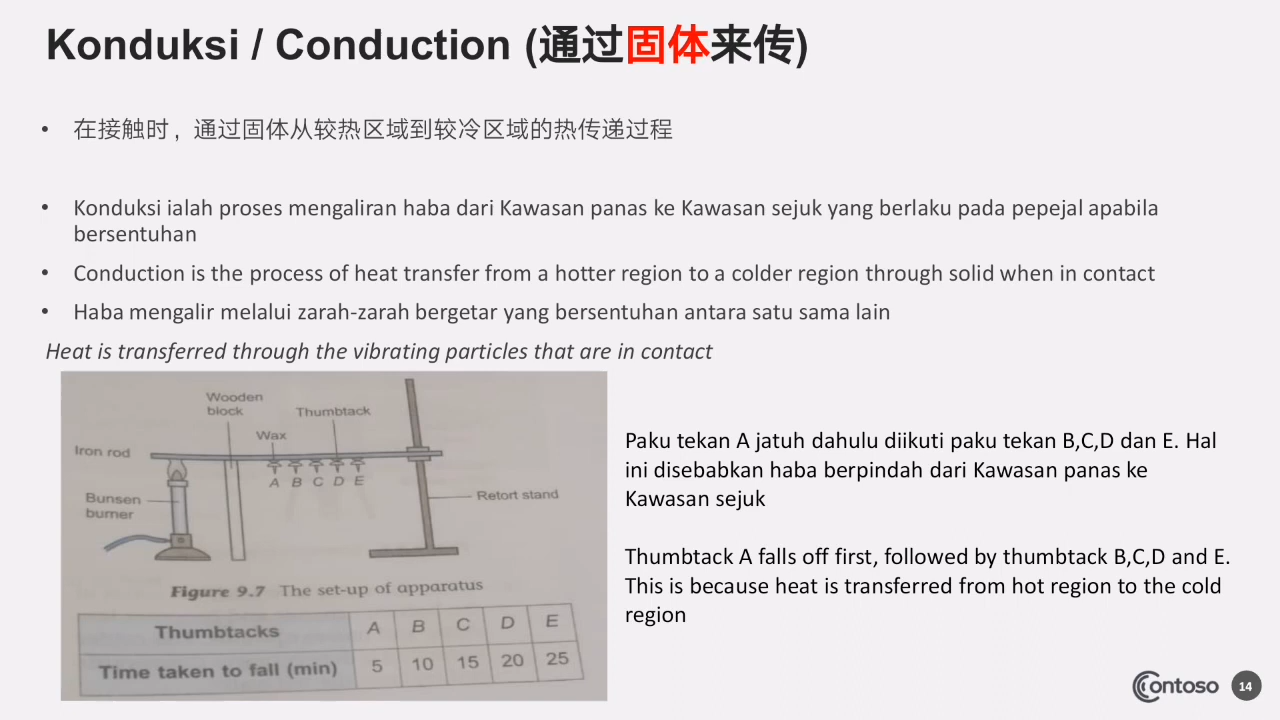 Konduksi / Conduction (通过固体来传)
• 在接触时，通过固体从较热区域到较冷区域的热传递过程
• Konduksi ialah proses mengaliran haba dari Kawasan panas ke Kawasan sejuk yang berlaku pada pepejal apabila
bersentuhan
• Conduction is the process of heat transfer from a hotter region to a colder region through solid when in contact
• Haba mengalir melalui zarah-zarah bergetar yang bersentuhan antara satu sama lain
Heat is transferred through the vibrating particles that are in contact
Wooden
block
Thumbtack
Wax
Iron rod
A B C D E
Bunsen
burner
Retort stand
Figure 9.7 The set-up of apparatus
Thumbtacks A B C D E
Time taken to fall (min) 5 10 15 20 25
Paku tekan A jatuh dahulu diikuti paku tekan B,C,D dan E. Hal
ini disebabkan haba berpindah dari Kawasan panas ke
Kawasan sejuk
Thumbtack A falls off first, followed by thumbtack B,C,D and E.
This is because heat is transferred from hot region to the cold
region
Contoso
14